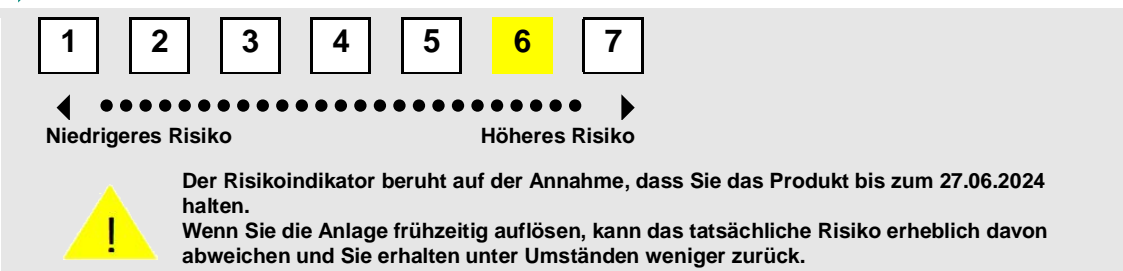 1 2 3 4 5 6 7
Niedrigeres Risiko Höheres Risiko
Der Risikoindikator beruht auf der Annahme, dass Sie das Produkt bis zum 27.06.2024
halten.
!
Wenn Sie die Anlage frühzeitig auflösen, kann das tatsächliche Risiko erheblich davon
abweichen und Sie erhalten unter Umständen weniger zurück.